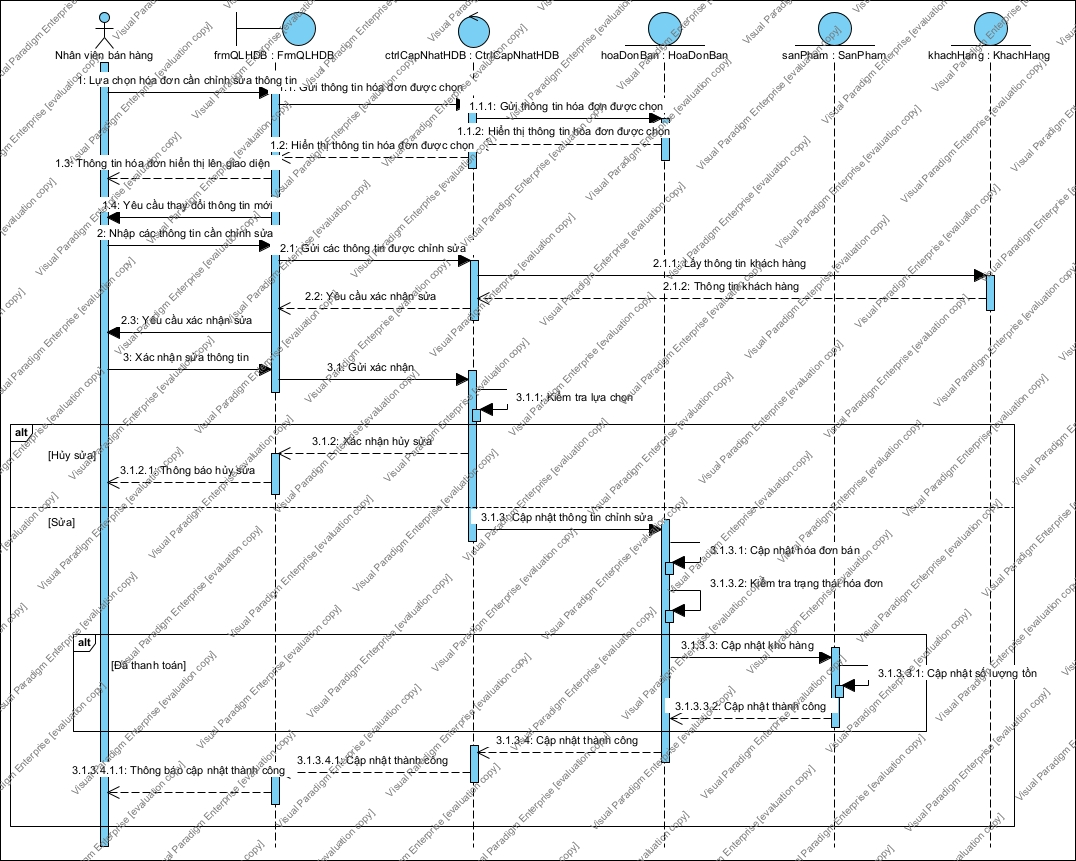 Nhân viên bán hàng
frmQLHDB : FrmQLHDB
ctrlCapNhatHDB : CtrlCapNhatHDB
hoaDonBan : HoaDonBan
sanPham : SanPham
khachHang : KhachHang
1: Lựa chọn hóa đơn cần chỉnh sửa thông tin
1.1: Gửi thông tin hóa đơn được chọn
1.1.1: Gửi thông tin hóa đơn được chọn
1.1.2: Hiển thị thông tin hóa đơn được chọn
1.2: Hiển thị thông tin hóa đơn được chọn
1.3: Thông tin hóa đơn hiển thị lên giao diện
1.4: Yêu cầu thay đổi thông tin mới
2: Nhập các thông tin cần chỉnh sửa
2.1: Gửi các thông tin được chỉnh sửa
2.1.1: Lấy thông tin khách hàng
2.1.2: Thông tin khách hàng
2.2: Yêu cầu xác nhận sửa
2.3: Yêu cầu xác nhận sửa
3: Xác nhận sửa thông tin
3.1: Gửi xác nhận
3.1.1: Kiểm tra lựa chọn
alt
3.1.2: Xác nhận hủy sửa
[Hủy sửa]
3.1.2.1: Thông báo hủy sửa
[Sửa]
3.1.3: Cập nhật thông tin chỉnh sửa
3.1.3.1: Cập nhật hóa đơn bán
3.1.3.2: Kiểm tra trạng thái hóa đơn
alt
3.1.3.3: Cập nhật kho hàng
[Đã thanh toán]
3.1.3.3.1: Cập nhật số lượng tồn
3.1.3.3.2: Cập nhật thành công
3.1.3.4: Cập nhật thành công
3.1.3.4.1: Cập nhật thành công
3.1.3.4.1.1: Thông báo cập nhật thành công
Visual Paradigm Enterprise [evaluation copy]